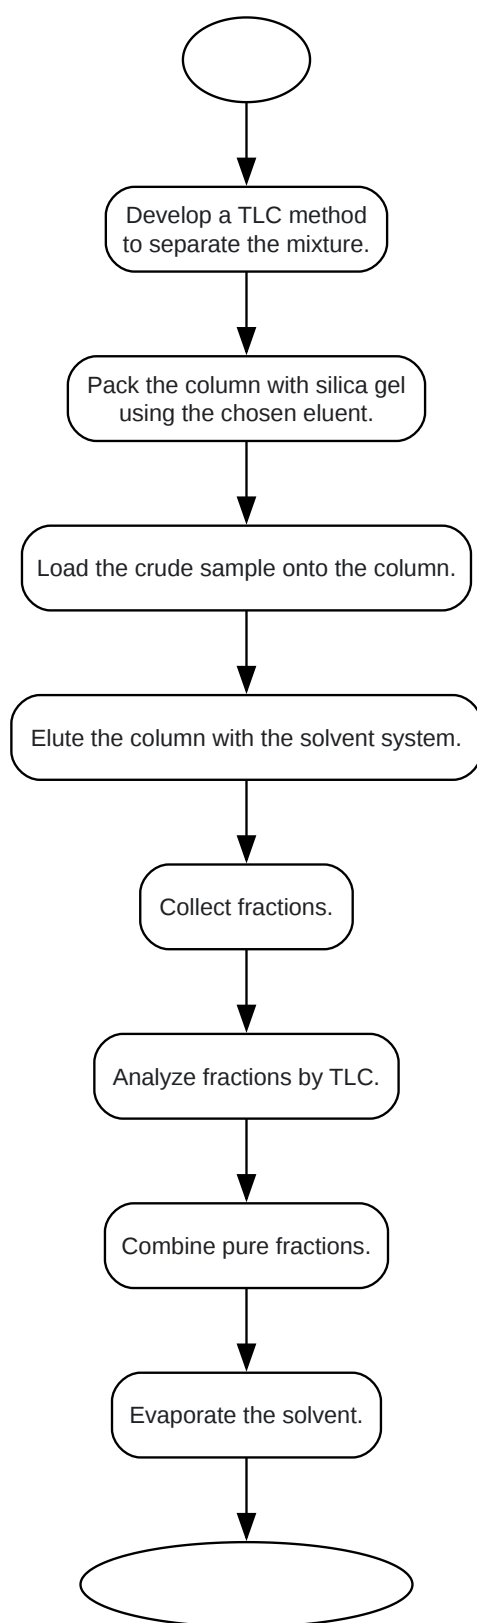 Develop a TLC method
to separate the mixture.
Pack the column with silica gel
using the chosen eluent.
Load the crude sample onto the column.
Elute the column with the solvent system.
Collect fractions.
Analyze fractions by TLC.
Combine pure fractions.
Evaporate the solvent.